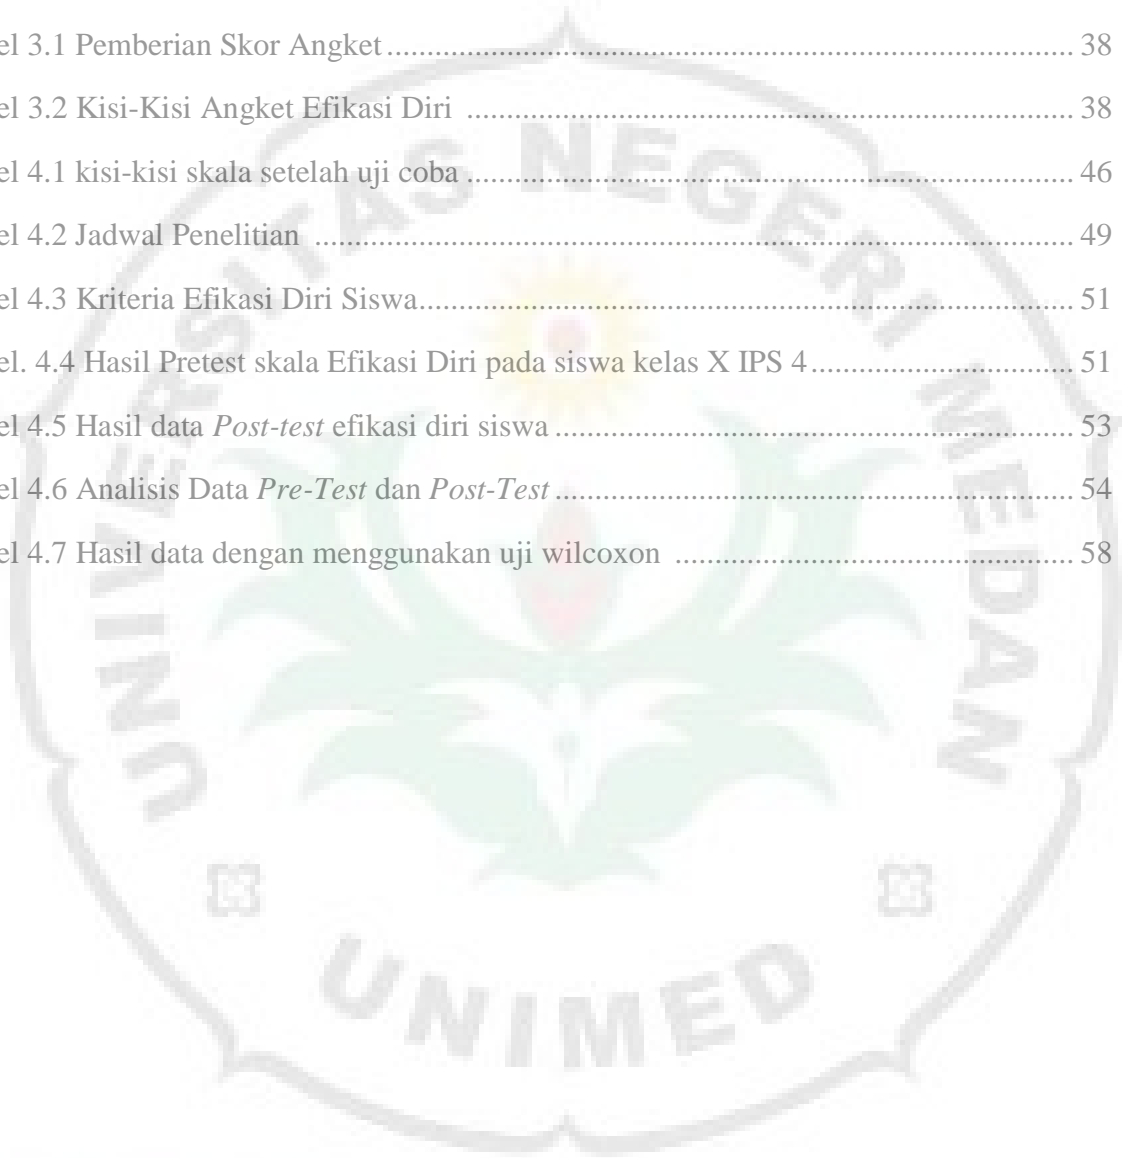 el 3.1 Pemberian Skor Angket ........................................................................................ 38
el 3.2 Kisi-Kisi Angket Efikasi Diri .............................................................................. 38
el 4.1 kisi-kisi skala setelah uji coba ............................................................................. 46
el 4.2 Jadwal Penelitian ................................................................................................. 49
el 4.3 Kriteria Efikasi Diri Siswa.................................................................................... 51
el. 4.4 Hasil Pretest skala Efikasi Diri pada siswa kelas X IPS 4 ................................. 51
el 4.5 Hasil data Post-test efikasi diri siswa .................................................................. 53
el 4.6 Analisis Data Pre-Test dan Post-Test .................................................................. 54
el 4.7 Hasil data dengan menggunakan uji wilcoxon ................................................... 58
UNIVERSITAS NEGERI MEDAN
UNIMED